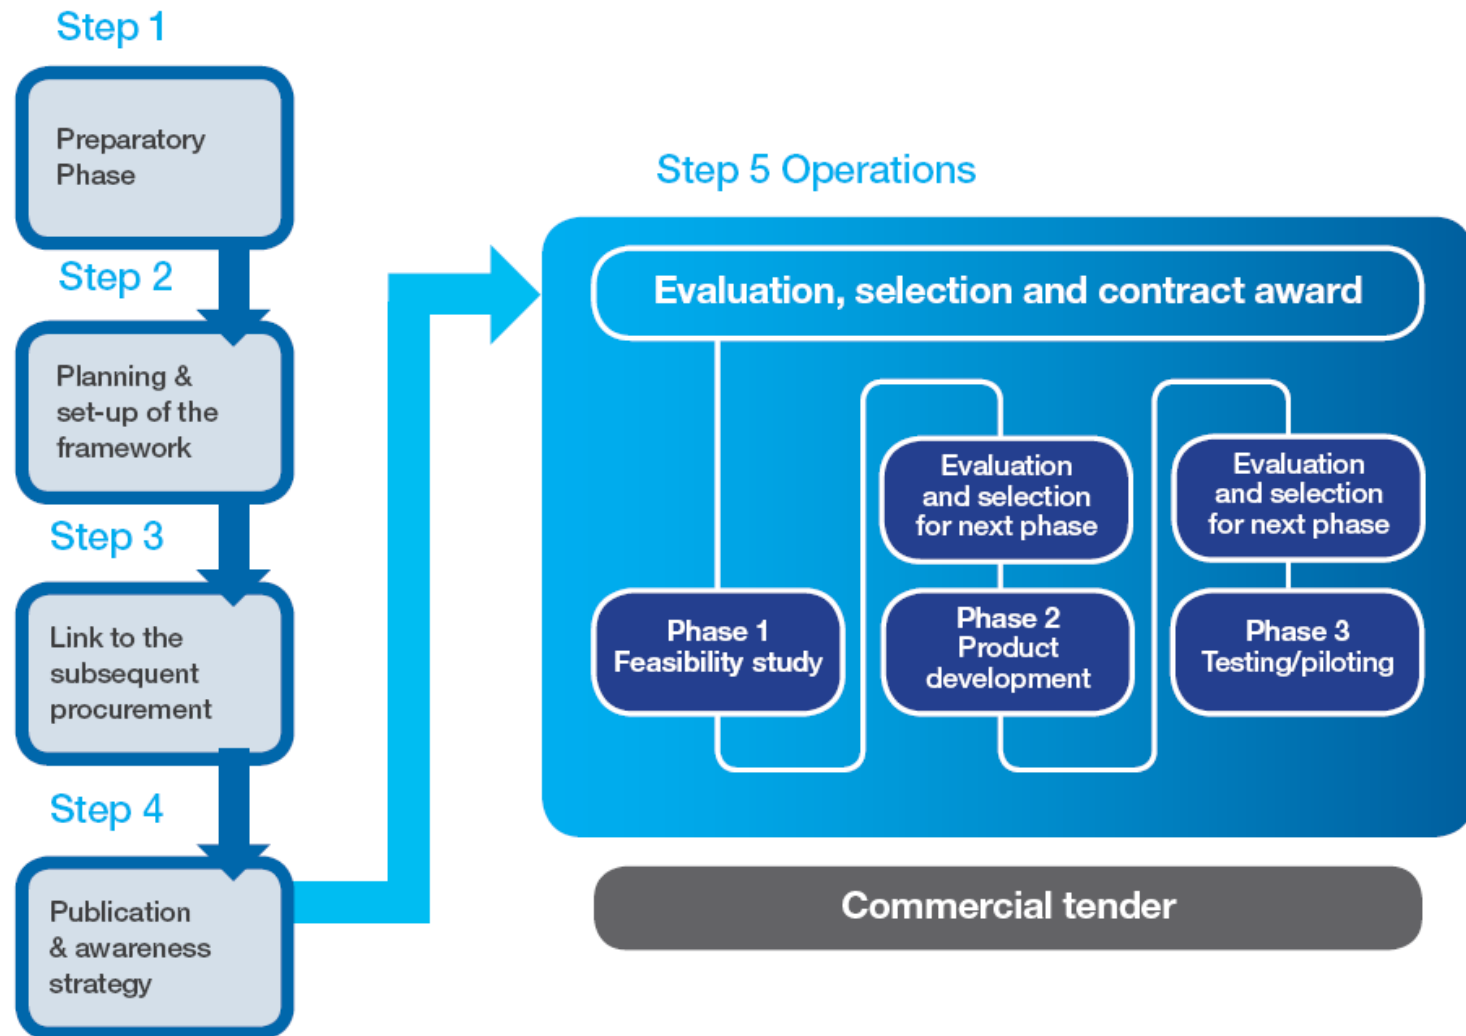 Step 1
Preparatory
Phase
Step 2
Planning &
set-up of the
framework
Step 3
Link to the
subsequent
procurement
Step 4
Publication
& awareness
strategy
Step 5 Operations
Evaluation, selection and contract award
Phase 1
Feasibility study
Evaluation
and selection
for next phase
Phase 2
Product
development
Evaluation
and selection
for next phase
Phase 3
Testing/piloting
Commercial tender